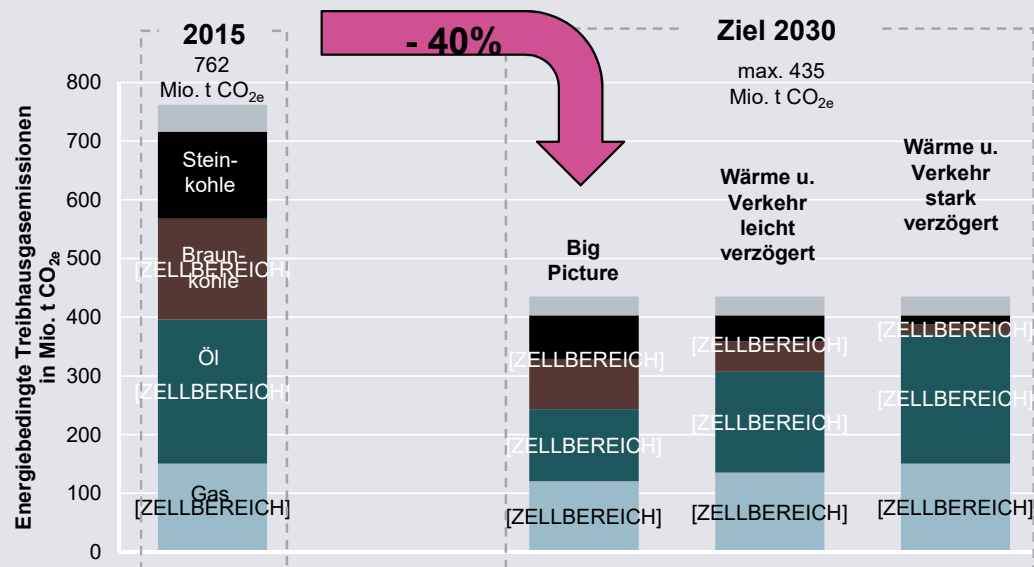 2015
762
Mio. t CO2e
- 40%
Ziel 2030
max. 435
Mio. t CO2e
Energiebedingte Treibhausgasemissionen
in Mio. t CO2e
800
700
600
500
400
300
200
100
0
Stein-
kohle
Braun-
kohle
[ZELLBEREICH]
Öl
[ZELLBEREICH]
Gas
[ZELLBEREICH]
Big
Picture
[ZELLBEREICH]
[ZELLBEREICH]
[ZELLBEREICH]
Wärme u.
Verkehr
leicht
verzögert
[ZELLBEREICH]
[ZELLBEREICH]
[ZELLBEREICH]
Wärme u.
Verkehr
stark
verzögert
[ZELLBEREICH]
[ZELLBEREICH]
[ZELLBEREICH]